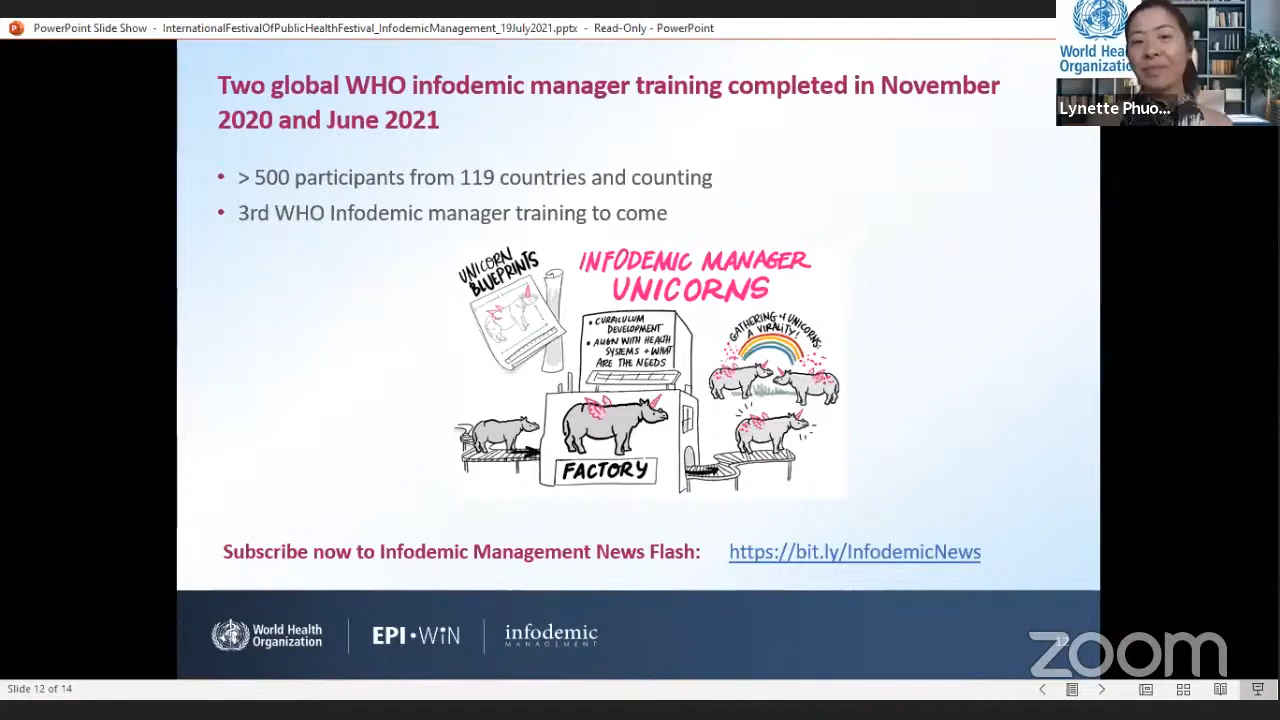 PowerPoint Slide Show - InternationalFestivalOfPublicHealthFestival_InfodemicManagement_19July2021.pptx - Read-Only - PowerPoint
World Health
Organization
Lynette Phuo...
Two global WHO infodemic manager training completed in November
2020 and June 2021
• > 500 participants from 119 countries and counting
• 3rd WHO Infodemic manager training to come
UNICORN
BLUEPRINTS
INFODEMIC MANAGER
UNICORNS
• CURRICULUM
DEVELOPMENT
• ALIGN WITH HEALTH
SYSTEMS + WHAT
ARE THE NEEDS
GATHERING of UNICORNS:
A VIRALITY!
FACTORY
Subscribe now to Infodemic Management News Flash: https://bit.ly/InfodemicNews
World Health
Organization
EPI•WiN
infodemic
MANAGEMENT
12
zoom
Slide 12 of 14